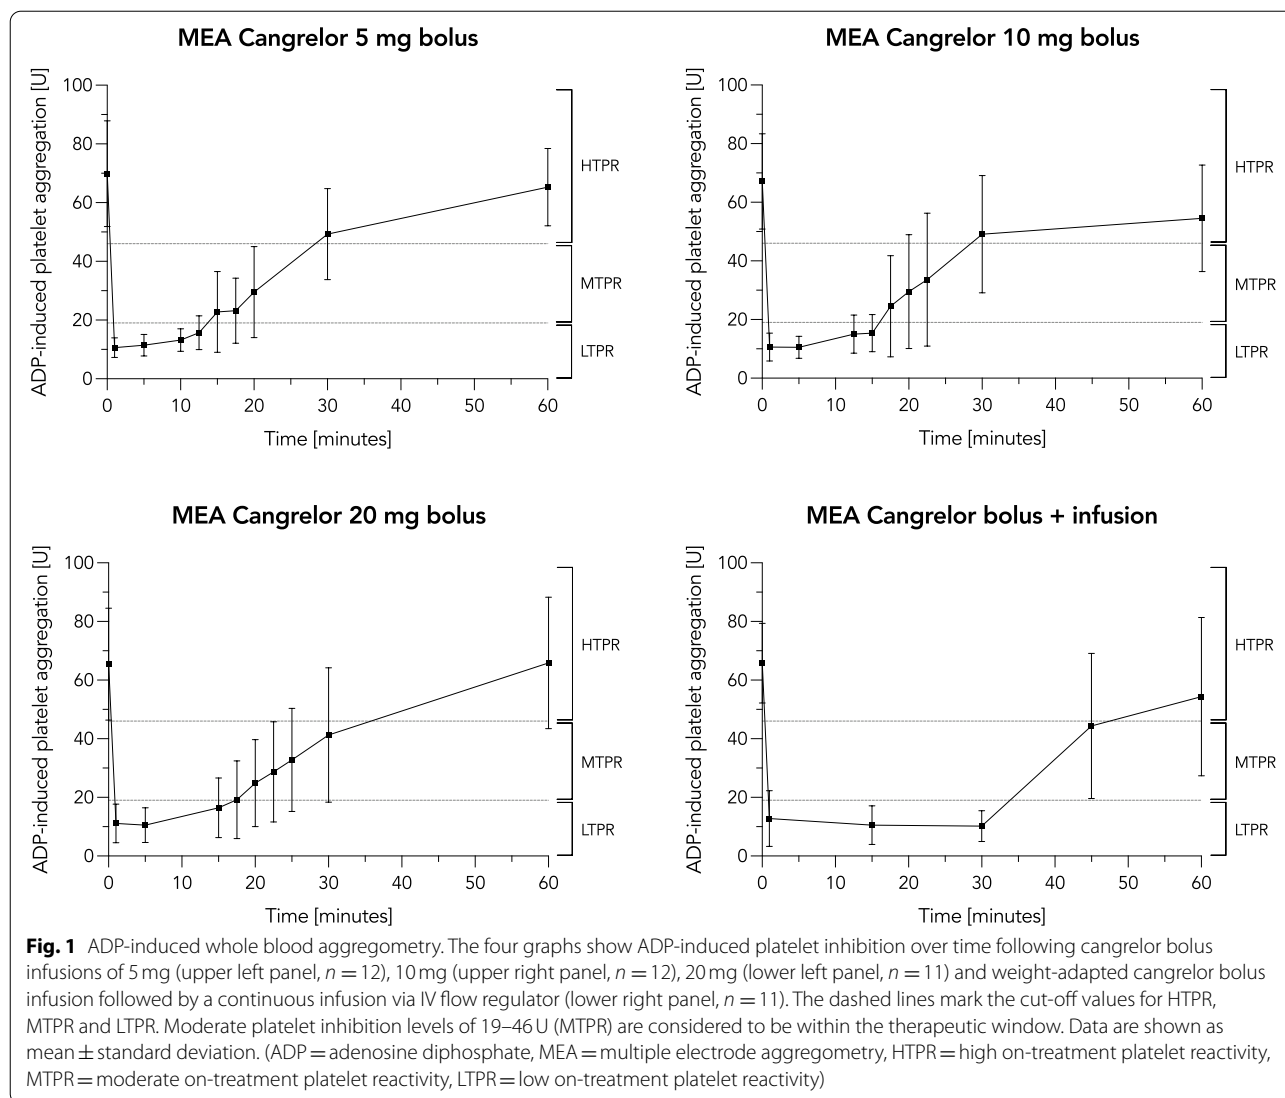 MEA Cangrelor 5 mg bolus
ADP-induced platelet aggregation [U]
100
80
60
40
20
0
HTPR
MTPR
LTPR
0 10 20 30 40 50 60
Time [minutes]
MEA Cangrelor 10 mg bolus
ADP-induced platelet aggregation [U]
100
80
60
40
20
0
HTPR
MTPR
LTPR
0 10 20 30 40 50 60
Time [minutes]
MEA Cangrelor 20 mg bolus
ADP-induced platelet aggregation [U]
100
80
60
40
20
0
HTPR
MTPR
LTPR
0 10 20 30 40 50 60
Time [minutes]
MEA Cangrelor bolus + infusion
ADP-induced platelet aggregation [U]
100
80
60
40
20
0
HTPR
MTPR
LTPR
0 10 20 30 40 50 60
Time [minutes]
Fig. 1 ADP-induced whole blood aggregometry. The four graphs show ADP-induced platelet inhibition over time following cangrelor bolus
infusions of 5 mg (upper left panel, n = 12), 10 mg (upper right panel, n = 12), 20 mg (lower left panel, n = 11) and weight-adapted cangrelor bolus
infusion followed by a continuous infusion via IV flow regulator (lower right panel, n = 11). The dashed lines mark the cut-off values for HTPR,
MTPR and LTPR. Moderate platelet inhibition levels of 19–46 U (MTPR) are considered to be within the therapeutic window. Data are shown as
mean ± standard deviation. (ADP = adenosine diphosphate, MEA = multiple electrode aggregometry, HTPR = high on-treatment platelet reactivity,
MTPR = moderate on-treatment platelet reactivity, LTPR = low on-treatment platelet reactivity)